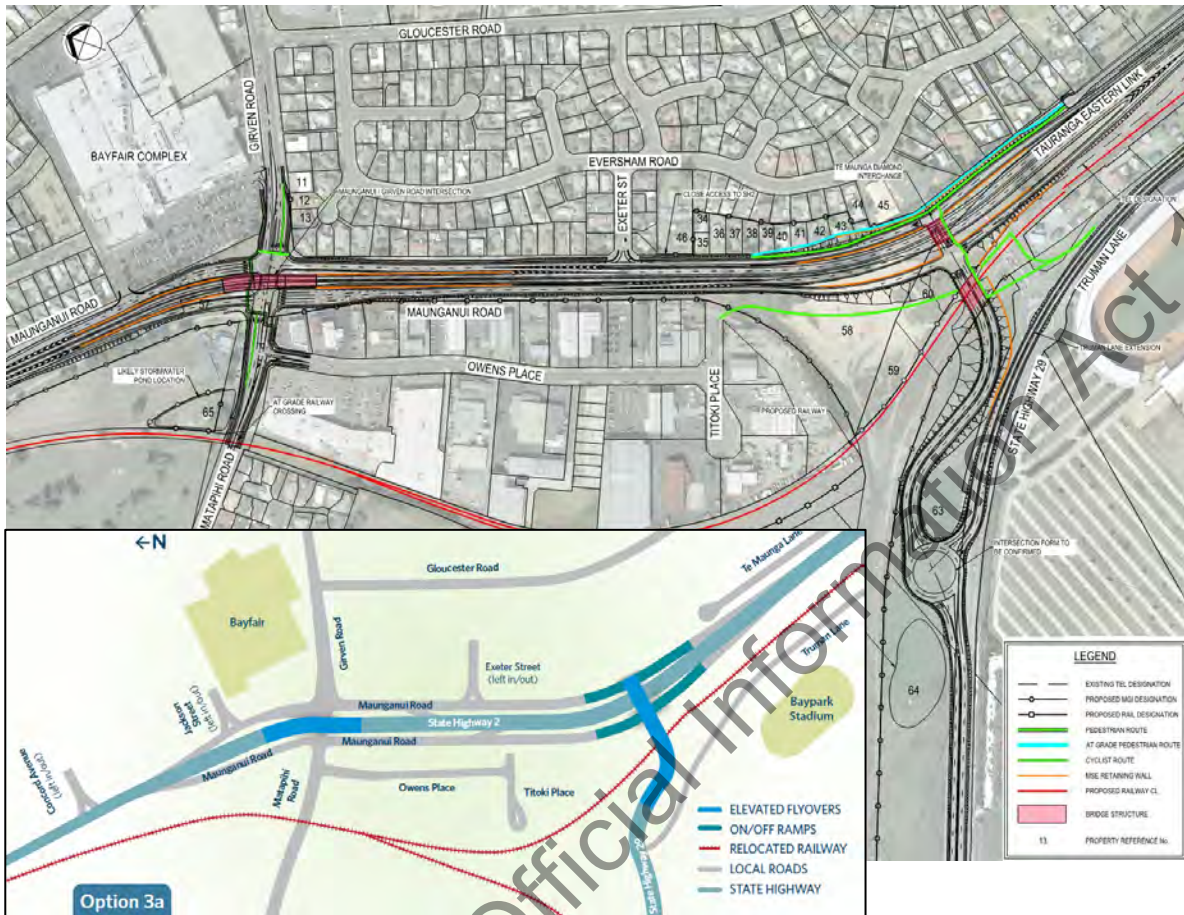 GLOUCESTER ROAD
GIRVEN ROAD
BAYFAIR COMPLEX
EVERSHAM ROAD
TAURANGA EASTERN LINK
TE MAUNGA DIAMOND
INTERCHANGE
EXETER ST
CLOSE ACCESS TO SH2
MAUNGANUI / GIRVEN ROAD INTERSECTION
11
12
13
34
35
46
36
37
38
39
40
41
42
43
44
45
TEL DESIGNATION
TRUMAN LANE
MAUNGANUI ROAD
MAUNGANUI ROAD
60
58
59
TRUMAN LANE
EXTENSION
OWENS PLACE
TITOKI PLACE
LIKELY STORMWATER
POND LOCATION
65
AT GRADE RAILWAY
CROSSING
PROPOSED RAILWAY
STATE HIGHWAY 29
MATAPIHI ROAD
63
INTERSECTION FORM TO
BE CONFIRMED
64
LEGEND
EXISTING TEL DESIGNATION
PROPOSED MGI DESIGNATION
PROPOSED RAIL DESIGNATION
PEDESTRIAN ROUTE
AT GRADE PEDESTRIAN ROUTE
CYCLIST ROUTE
MSE RETAINING WALL
PROPOSED RAILWAY CL
BRIDGE STRUCTURE
13 PROPERTY REFERENCE No.
←N
Gloucester Road
Te Maunga Lane
Bayfair
Girven Road
Exeter Street
(left in/out)
Truman Lane
Jackson
Street
(left in/out)
Maunganui Road
State Highway 2
Baypark
Stadium
Concord Avenue
(left in/out)
Maunganui Road
Maunganui Road
Matapihi
Road
Owens Place
Titoki Place
State Highway 29
ELEVATED FLYOVERS
ON/OFF RAMPS
RELOCATED RAILWAY
LOCAL ROADS
STATE HIGHWAY
Option 3a
Official Information Act 1